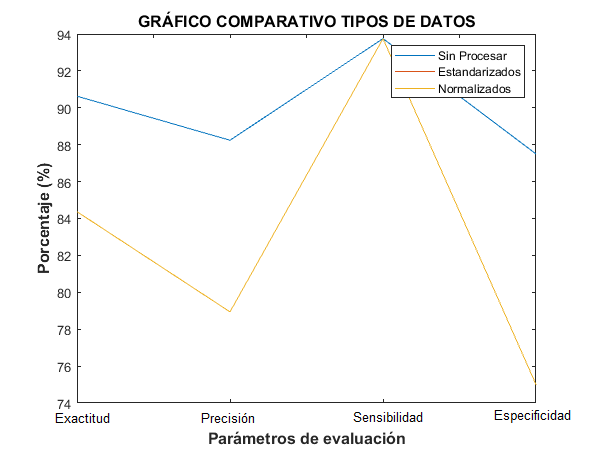 GRÁFICO COMPARATIVO TIPOS DE DATOS
Sin Procesar
Estandarizados
Normalizados
Porcentaje (%)
94
92
90
88
86
84
82
80
78
76
74
Exactitud
Precisión
Sensibilidad
Especificidad
Parámetros de evaluación